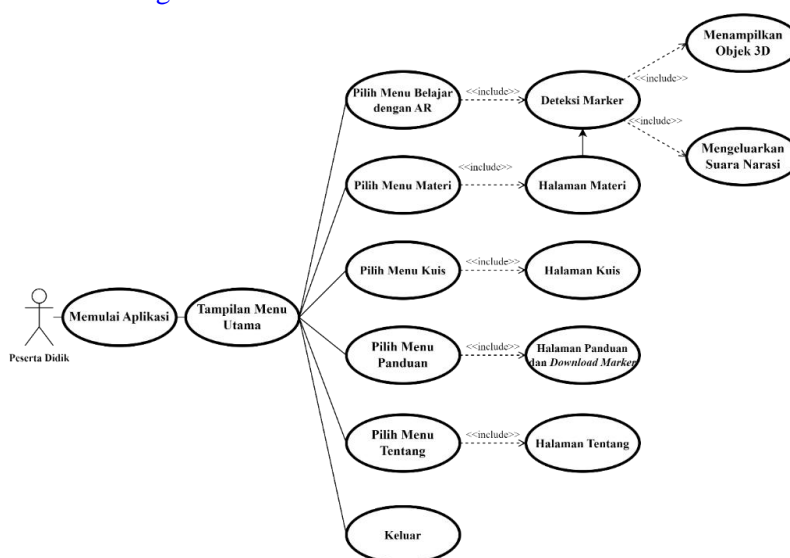 Menampilkan
Objek 3D
<<include>>
Pilih Menu Belajar
dengan AR
<<include>>
Deteksi Marker
<<include>>
Mengeluarkan
Suara Narasi
Pilih Menu Materi
<<include>>
Halaman Materi
Pilih Menu Kuis
<<include>>
Halaman Kuis
Peserta Didik
Memulai Aplikasi
Tampilan Menu
Utama
Pilih Menu
Panduan
<<include>>
Halaman Panduan
dan Download Marker
Pilih Menu
Tentang
<<include>>
Halaman Tentang
Keluar